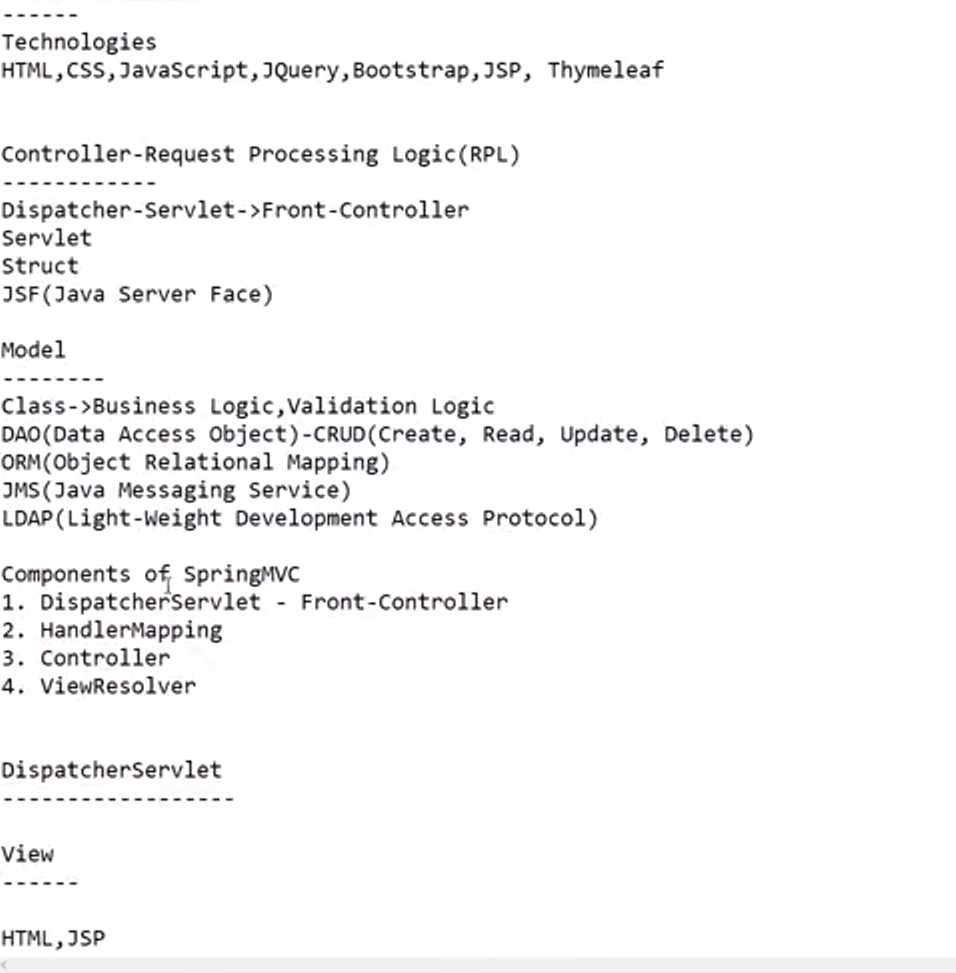 ------
Technologies
HTML,CSS,JavaScript,JQuery,Bootstrap,JSP, Thymeleaf
Controller-Request Processing Logic(RPL)
------------
Dispatcher-Servlet->Front-Controller
Servlet
Struct
JSF(Java Server Face)
Model
--------
Class->Business Logic,Validation Logic
DAO(Data Access Object)-CRUD(Create, Read, Update, Delete)
ORM(Object Relational Mapping)
JMS(Java Messaging Service)
LDAP(Light-Weight Development Access Protocol)
Components of SpringMVC
1. DispatcherServlet - Front-Controller
2. HandlerMapping
3. Controller
4. ViewResolver
DispatcherServlet
------------------
View
------
HTML,JSP